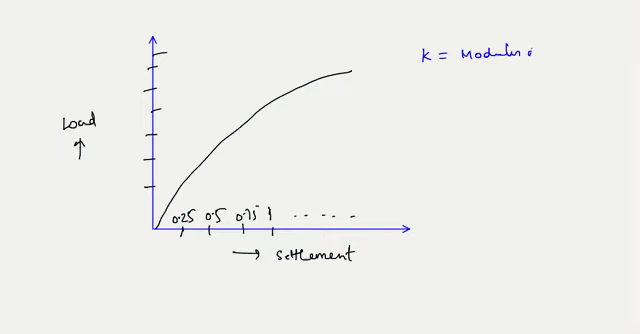 K = Modulus o
Load
0.25 0.5 0.75 1 - - - - -
→ settlement